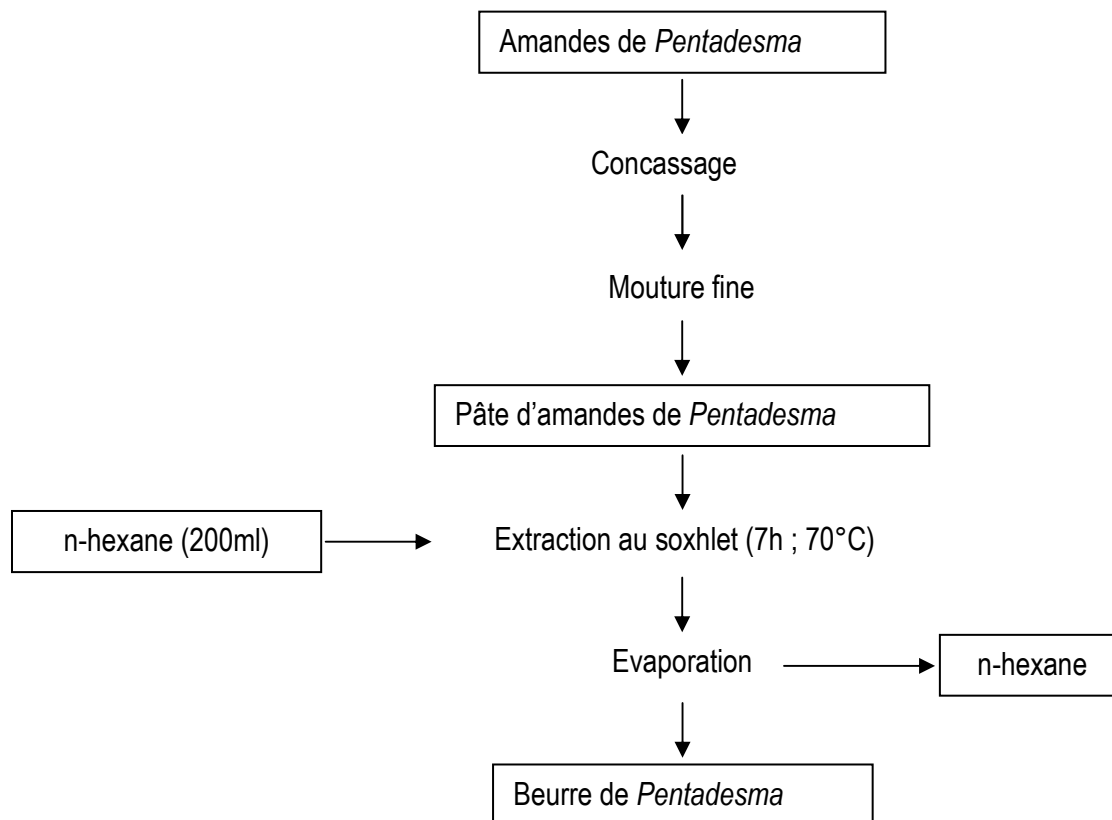 Amandes de Pentadesma
Concassage
Mouture fine
Pâte d’amandes de Pentadesma
n-hexane (200ml)
Extraction au soxhlet (7h ; 70°C)
Evaporation
n-hexane
Beurre de Pentadesma